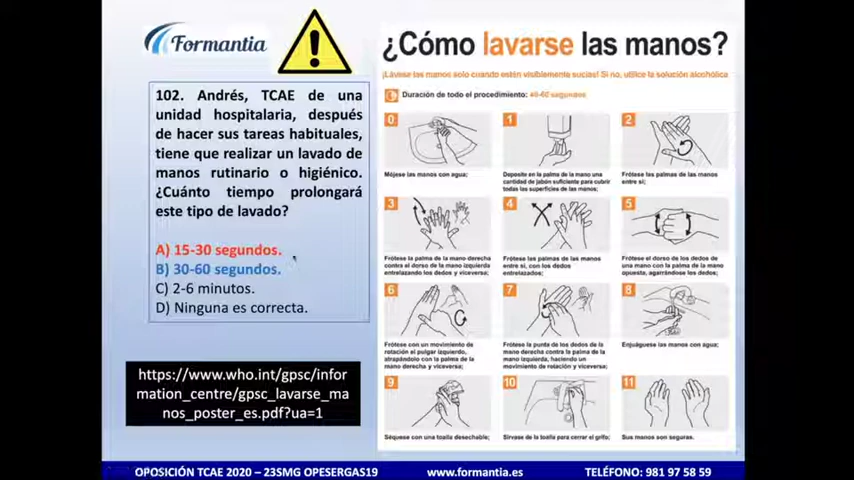 Formantia
102. Andrés, TCAE de una
unidad hospitalaria, después
de hacer sus tareas habituales,
tiene que realizar un lavado de
manos rutinario o higiénico.
¿Cuánto tiempo prolongará
este tipo de lavado?
A) 15-30 segundos.
B) 30-60 segundos.
C) 2-6 minutos.
D) Ninguna es correcta.
https://www.who.int/gpsc/infor
mation_centre/gpsc_lavarse_ma
nos_poster_es.pdf?ua=1
¿Cómo lavarse las manos?
¡Lávese las manos solo cuando estén visiblemente sucias! Si no, utilice la solución alcohólica
Duración de todo el procedimiento: 40-60 segundos
0
Mójese las manos con agua;
1
Deposite en la palma de la mano una
cantidad de jabón suficiente para cubrir
todas las superficies de las manos;
2
Frótese las palmas de las manos
entre sí;
3
Frótese la palma de la mano derecha
contra el dorso de la mano izquierda
entrelazando los dedos y viceversa;
4
Frótese las palmas de las manos
entre sí, con los dedos
entrelazados;
5
Frótese el dorso de los dedos de
una mano con la palma de la mano
opuesta, agarrándose los dedos;
6
Frótese con un movimiento de
rotación el pulgar izquierdo,
atrapándolo con la palma de la
mano derecha y viceversa;
7
Frótese la punta de los dedos de la
mano derecha contra la palma de la
mano izquierda, haciendo un
movimiento de rotación y viceversa;
8
Enjuáguese las manos con agua;
9
Séquese con una toalla desechable;
10
Sírvase de la toalla para cerrar el grifo;
11
Sus manos son seguras.
OPOSICIÓN TCAE 2020 – 23SMG OPESERGAS19
www.formantia.es
TELÉFONO: 981 97 58 59